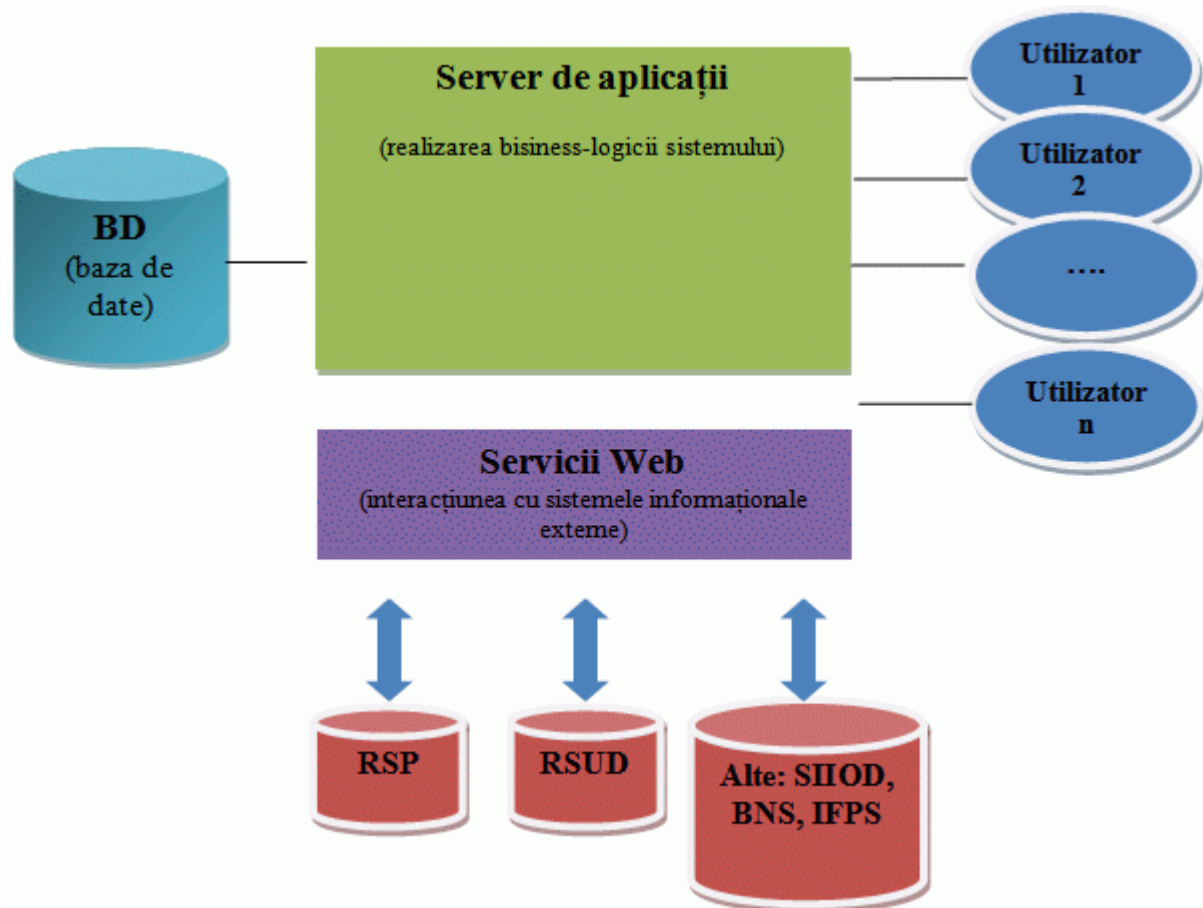 Server de aplicații
(realizarea bisiness-logicii sistemului)
BD
(baza de
date)
Utilizator
1
Utilizator
2
....
Utilizator
n
Servicii Web
(interacțiunea cu sistemele informaționale
externe)
RSP
RSUD
Alte: SIIOD,
BNS, IFPS